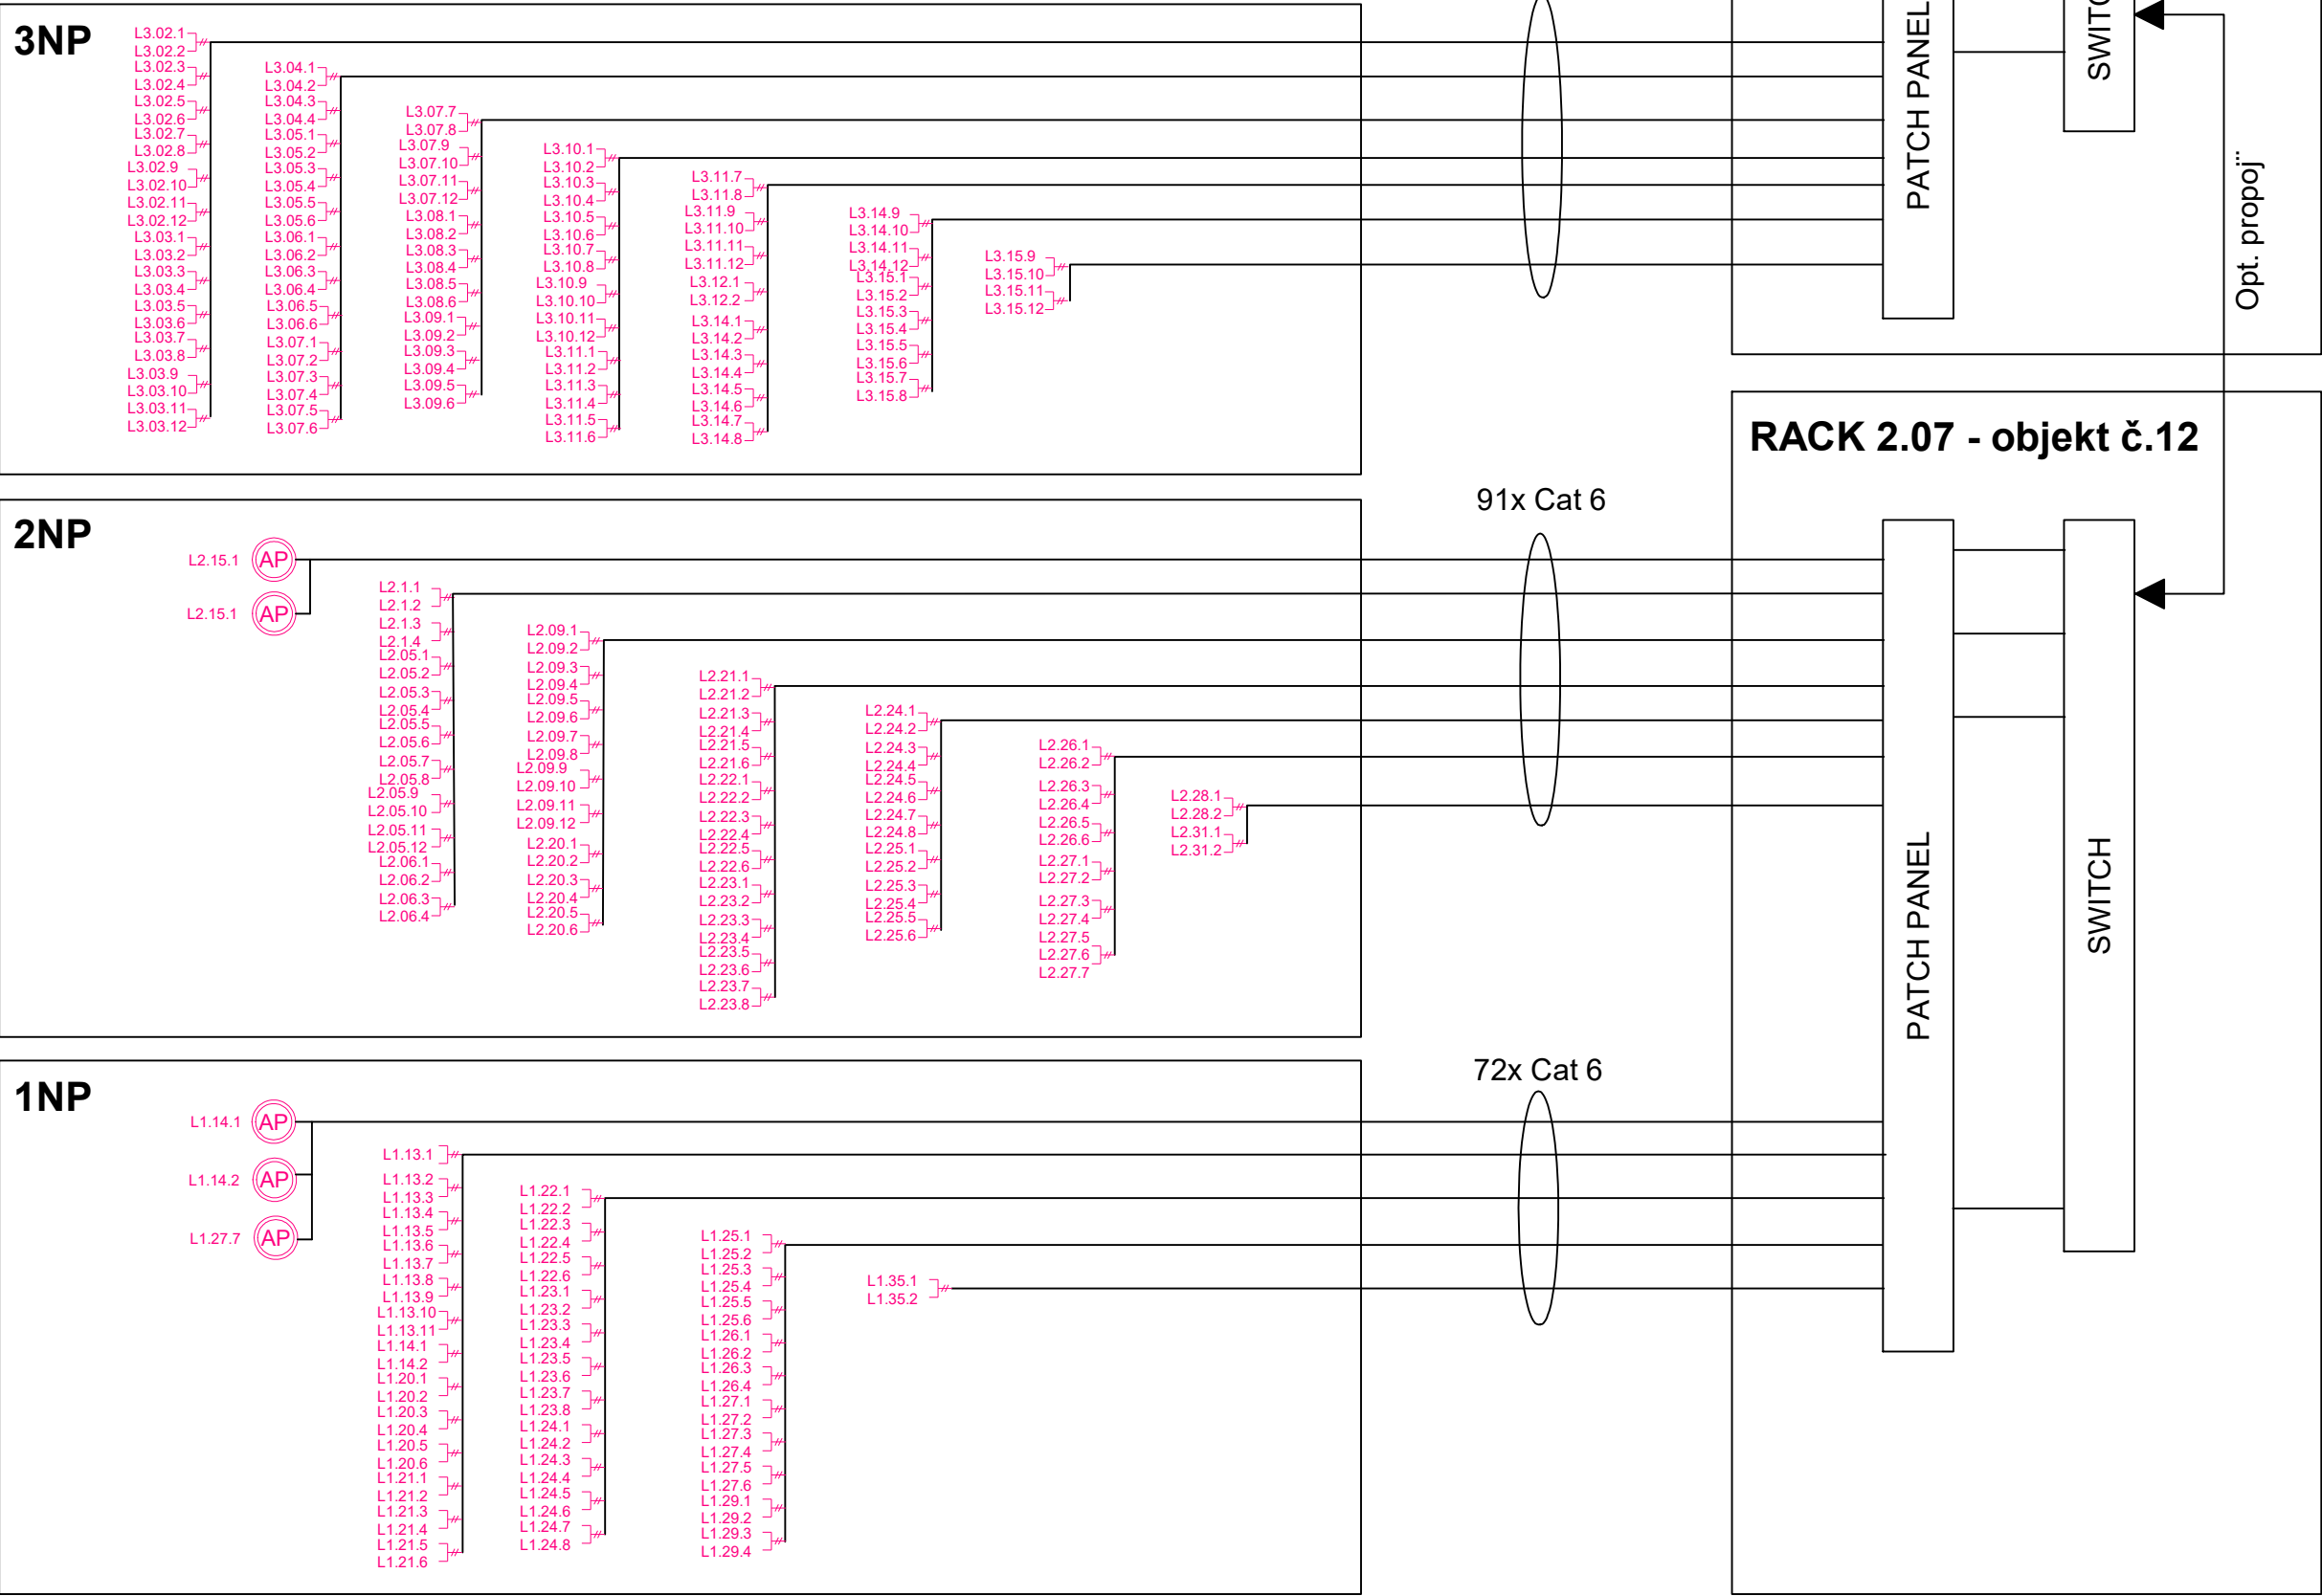 3NP
L3.02.1
L3.02.2
L3.02.3
L3.02.4
L3.02.5
L3.02.6
L3.02.7
L3.02.8
L3.02.9
L3.02.10
L3.02.11
L3.02.12
L3.03.1
L3.03.2
L3.03.3
L3.03.4
L3.03.5
L3.03.6
L3.03.7
L3.03.8
L3.03.9
L3.03.10
L3.03.11
L3.03.12
L3.04.1
L3.04.2
L3.04.3
L3.04.4
L3.05.1
L3.05.2
L3.05.3
L3.05.4
L3.05.5
L3.05.6
L3.06.1
L3.06.2
L3.06.3
L3.06.4
L3.06.5
L3.06.6
L3.07.1
L3.07.2
L3.07.3
L3.07.4
L3.07.5
L3.07.6
L3.07.7
L3.07.8
L3.07.9
L3.07.10
L3.07.11
L3.07.12
L3.08.1
L3.08.2
L3.08.3
L3.08.4
L3.08.5
L3.08.6
L3.09.1
L3.09.2
L3.09.3
L3.09.4
L3.09.5
L3.09.6
L3.10.1
L3.10.2
L3.10.3
L3.10.4
L3.10.5
L3.10.6
L3.10.7
L3.10.8
L3.10.9
L3.10.10
L3.10.11
L3.10.12
L3.11.1
L3.11.2
L3.11.3
L3.11.4
L3.11.5
L3.11.6
L3.11.7
L3.11.8
L3.11.9
L3.11.10
L3.11.11
L3.11.12
L3.12.1
L3.12.2
L3.14.1
L3.14.2
L3.14.3
L3.14.4
L3.14.5
L3.14.6
L3.14.7
L3.14.8
L3.14.9
L3.14.10
L3.14.11
L3.14.12
L3.15.1
L3.15.2
L3.15.3
L3.15.4
L3.15.5
L3.15.6
L3.15.7
L3.15.8
L3.15.9
L3.15.10
L3.15.11
L3.15.12
PATCH PANEL
SWITC
Opt. propoj¨
RACK 2.07 - objekt č.12
2NP
L2.15.1
AP
L2.15.1
AP
L2.1.1
L2.1.2
L2.1.3
L2.1.4
L2.05.1
L2.05.2
L2.05.3
L2.05.4
L2.05.5
L2.05.6
L2.05.7
L2.05.8
L2.05.9
L2.05.10
L2.05.11
L2.05.12
L2.06.1
L2.06.2
L2.06.3
L2.06.4
L2.09.1
L2.09.2
L2.09.3
L2.09.4
L2.09.5
L2.09.6
L2.09.7
L2.09.8
L2.09.9
L2.09.10
L2.09.11
L2.09.12
L2.20.1
L2.20.2
L2.20.3
L2.20.4
L2.20.5
L2.20.6
L2.21.1
L2.21.2
L2.21.3
L2.21.4
L2.21.5
L2.21.6
L2.22.1
L2.22.2
L2.22.3
L2.22.4
L2.22.5
L2.22.6
L2.23.1
L2.23.2
L2.23.3
L2.23.4
L2.23.5
L2.23.6
L2.23.7
L2.23.8
L2.24.1
L2.24.2
L2.24.3
L2.24.4
L2.24.5
L2.24.6
L2.24.7
L2.24.8
L2.25.1
L2.25.2
L2.25.3
L2.25.4
L2.25.5
L2.25.6
L2.26.1
L2.26.2
L2.26.3
L2.26.4
L2.26.5
L2.26.6
L2.27.1
L2.27.2
L2.27.3
L2.27.4
L2.27.5
L2.27.6
L2.27.7
L2.28.1
L2.28.2
L2.31.1
L2.31.2
91x Cat 6
PATCH PANEL
SWITCH
1NP
L1.14.1
AP
L1.14.2
AP
L1.27.7
AP
L1.13.1
L1.13.2
L1.13.3
L1.13.4
L1.13.5
L1.13.6
L1.13.7
L1.13.8
L1.13.9
L1.13.10
L1.13.11
L1.14.1
L1.14.2
L1.20.1
L1.20.2
L1.20.3
L1.20.4
L1.20.5
L1.20.6
L1.21.1
L1.21.2
L1.21.3
L1.21.4
L1.21.5
L1.21.6
L1.22.1
L1.22.2
L1.22.3
L1.22.4
L1.22.5
L1.22.6
L1.23.1
L1.23.2
L1.23.3
L1.23.4
L1.23.5
L1.23.6
L1.23.7
L1.23.8
L1.24.1
L1.24.2
L1.24.3
L1.24.4
L1.24.5
L1.24.6
L1.24.7
L1.24.8
L1.25.1
L1.25.2
L1.25.3
L1.25.4
L1.25.5
L1.25.6
L1.26.1
L1.26.2
L1.26.3
L1.26.4
L1.27.1
L1.27.2
L1.27.3
L1.27.4
L1.27.5
L1.27.6
L1.29.1
L1.29.2
L1.29.3
L1.29.4
L1.35.1
L1.35.2
72x Cat 6